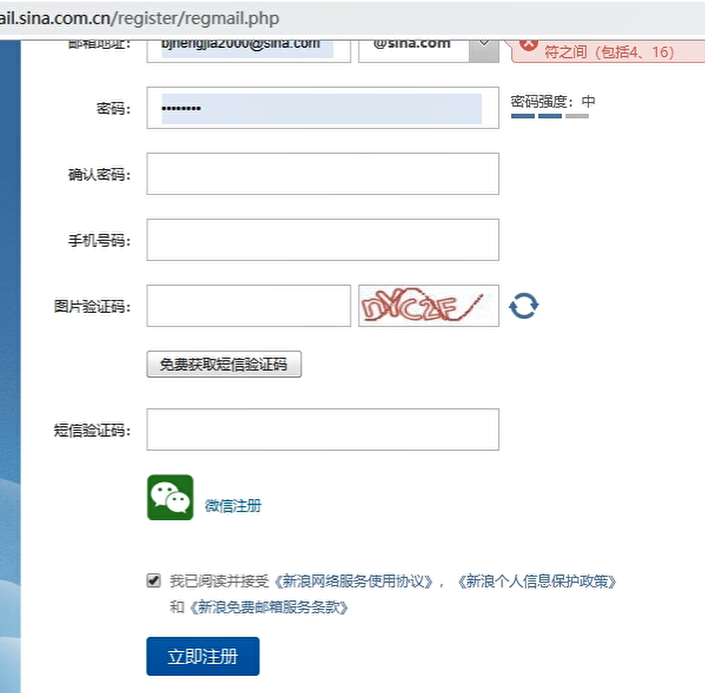 ail.sina.com.cn/register/regmail.php
邮箱地址： bjhengjia2000@sina.com @sina.com
符之间（包括4、16）
密码： •••••••• 密码强度：中
确认密码：
手机号码：
图片验证码： nYC2F
免费获取短信验证码
短信验证码：
微信注册
我已阅读并接受《新浪网络服务使用协议》，《新浪个人信息保护政策》
和《新浪免费邮箱服务条款》
立即注册